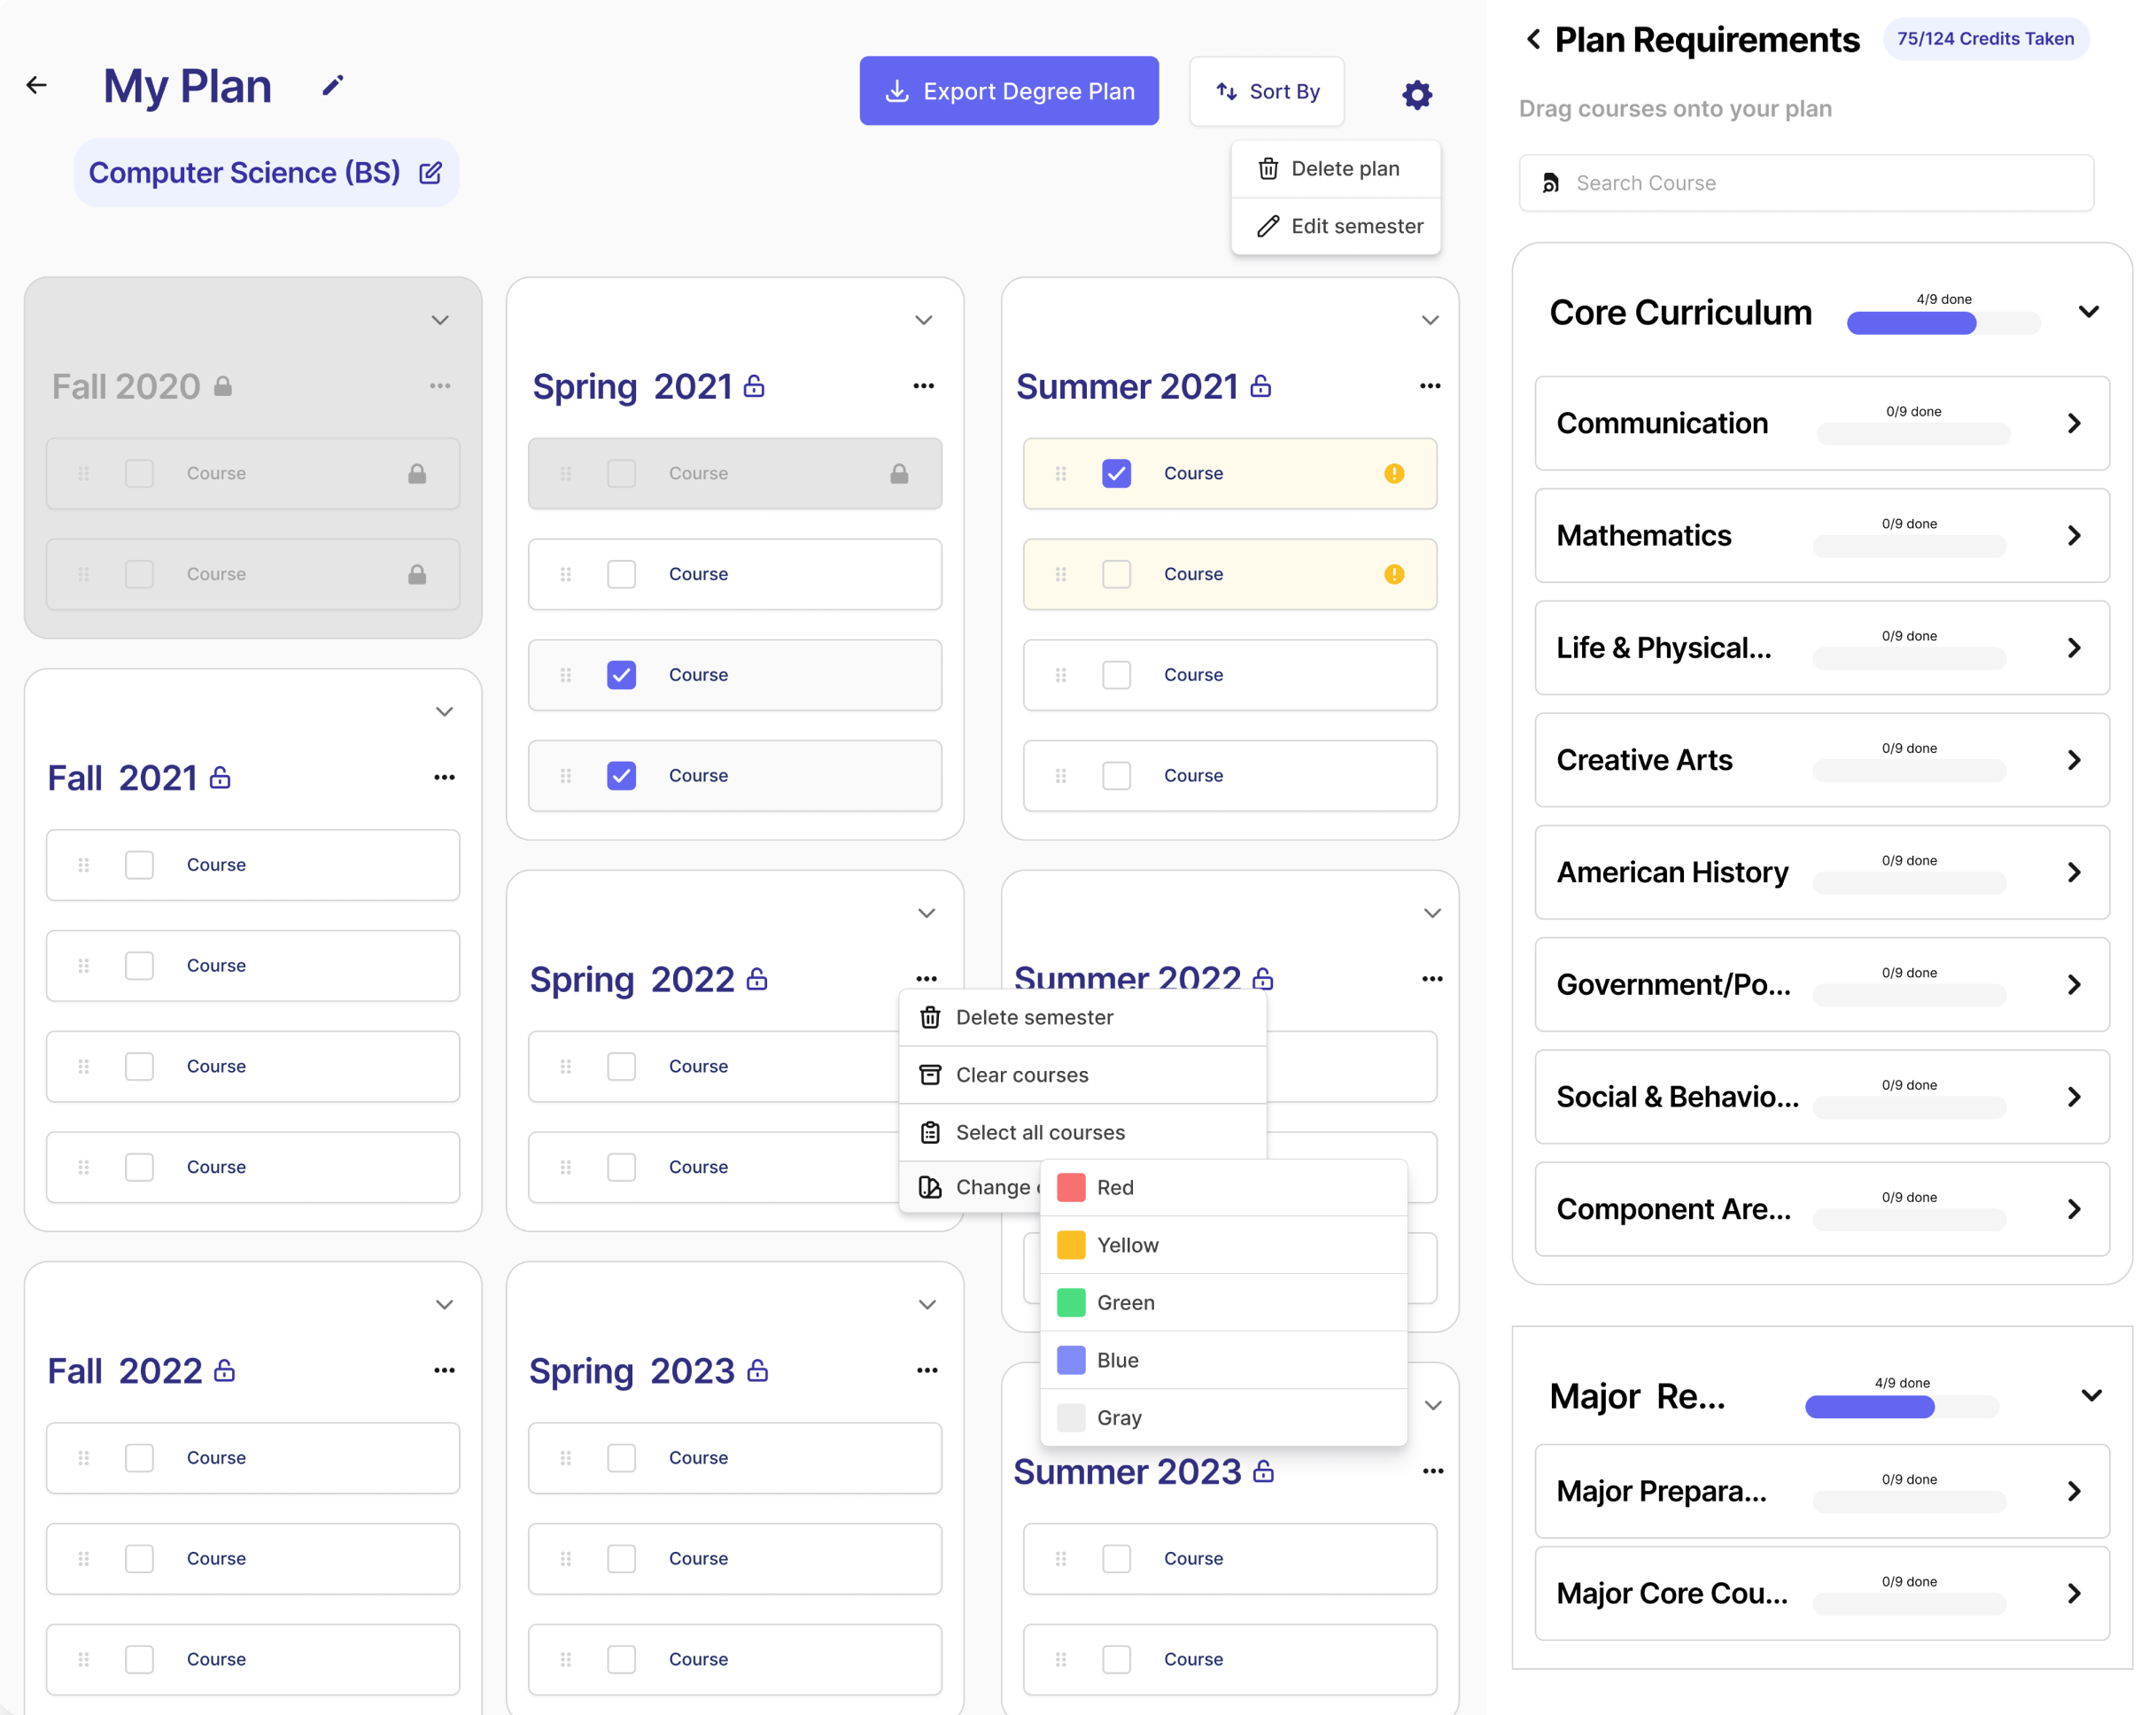 My Plan
Export Degree Plan
Sort By
Computer Science (BS)
Delete plan
Edit semester
Fall 2020
Course
Course
Spring 2021
Course
Course
Course
Course
Summer 2021
Course
Course
Course
Course
Fall 2021
Course
Course
Course
Course
Spring 2022
Course
Course
Summer 2022
Delete semester
Clear courses
Select all courses
Change
Red
Yellow
Green
Blue
Gray
Fall 2022
Course
Course
Course
Spring 2023
Course
Course
Course
Summer 2023
Course
Course
Plan Requirements
75/124 Credits Taken
Drag courses onto your plan
Search Course
Core Curriculum
4/9 done
Communication
0/9 done
Mathematics
0/9 done
Life & Physical...
0/9 done
Creative Arts
0/9 done
American History
0/9 done
Government/Po...
0/9 done
Social & Behavio...
0/9 done
Component Are...
0/9 done
Major Re...
4/9 done
Major Prepara...
0/9 done
Major Core Cou...
0/9 done